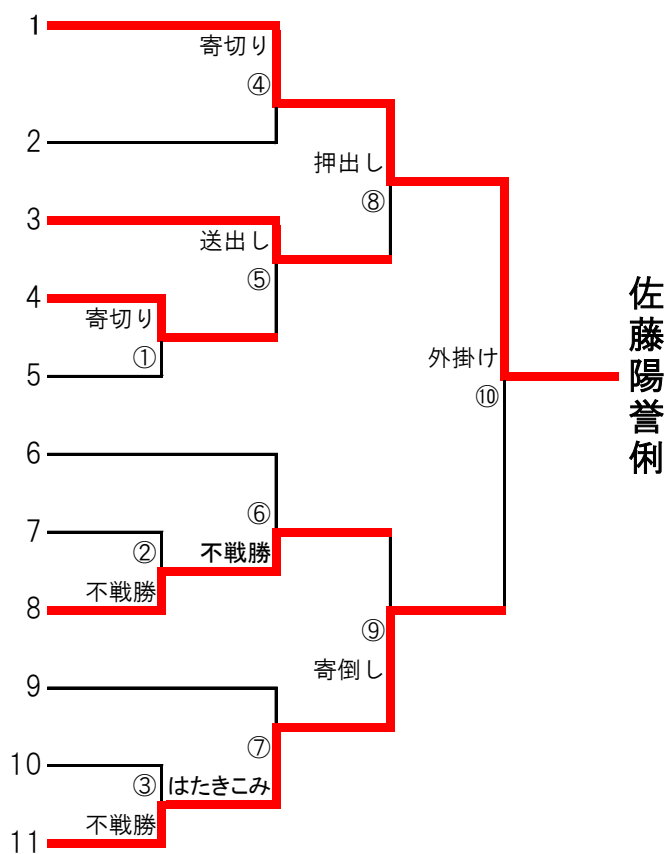 1
寄切り
④
2
押出し
⑧
3
送出し
⑤
4
寄切り
①
5
外掛け
⑩
佐藤陽誉俐
6
⑥
7
②
不戦勝
8
不戦勝
⑨
寄倒し
9
⑦
10
③
はたきこみ
11
不戦勝